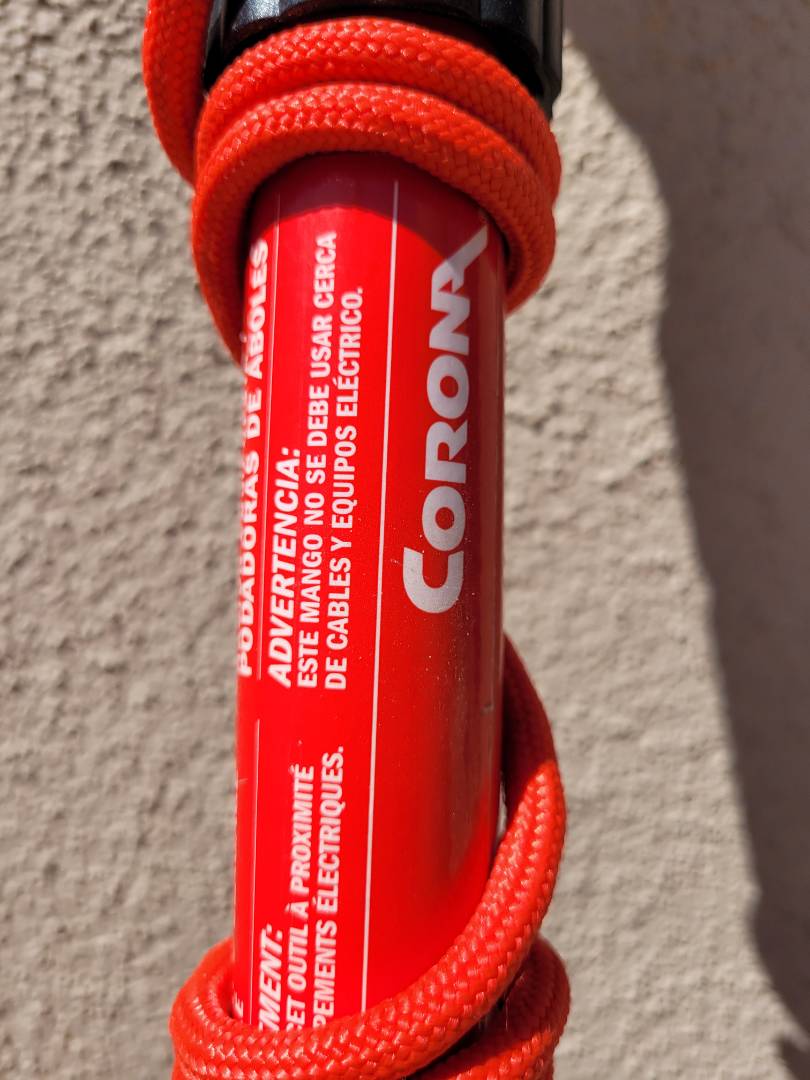 PODADORAS DE ÁBOLES
ADVERTENCIA:
ESTE MANGO NO SE DEBE USAR CERCA
DE CABLES Y EQUIPOS ELÉCTRICO.
CORONA
MENT:
CET OUTIL À PROXIMITÉ
PEMENTS ÉLECTRIQUES.